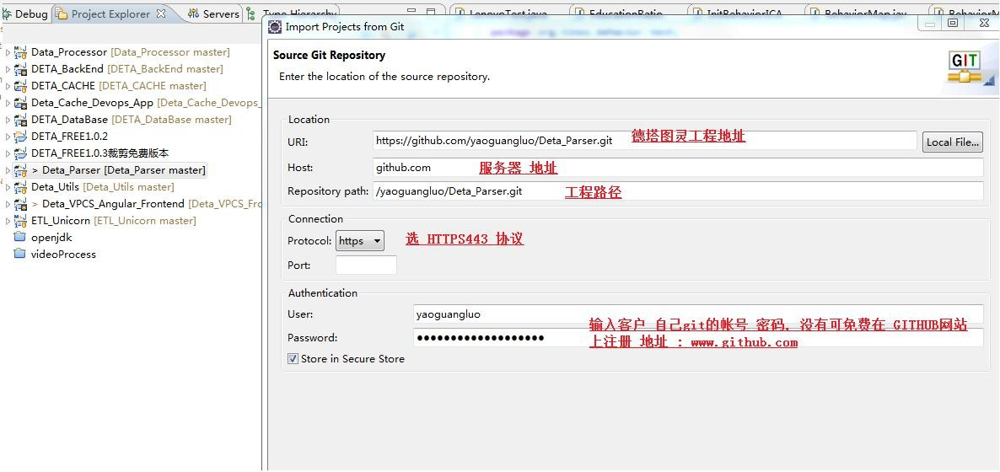 Debug Project Explorer Servers Type Hierarchy LenovoTest.java EducationRatio InitBehaviorICA BehaviorMap.jav BehaviorM
Import Projects from Git
Data_Processor [Data_Processor master]
DETA_BackEnd [DETA_BackEnd master]
DETA_CACHE [DETA_CACHE master]
Deta_Cache_Devops_App [Deta_Cache_Devops_
DETA_DataBase [DETA_DataBase master]
DETA_FREE1.0.2
DETA_FREE1.0.3裁剪免费版本
> Deta_Parser [Deta_Parser master]
Deta_Utils [Deta_Utils master]
> Deta_VPCS_Angular_Frontend [Deta_VPCS_Fro
ETL_Unicorn [ETL_Unicorn master]
openjdk
videoProcess
Source Git Repository
Enter the location of the source repository.
GIT
Location
URI: https://github.com/yaoguangluo/Deta_Parser.git 德塔图灵工程地址 Local File...
Host: github.com 服务器 地址
Repository path: /yaoguangluo/Deta_Parser.git 工程路径
Connection
Protocol: https 选 HTTPS443 协议
Port:
Authentication
User: yaoguangluo
Password: ●●●●●●●●●●●●●●●●●●●
输入客户 自己git的帐号 密码, 没有可免费在 GITHUB网站
上注册 地址 : www.github.com
Store in Secure Store